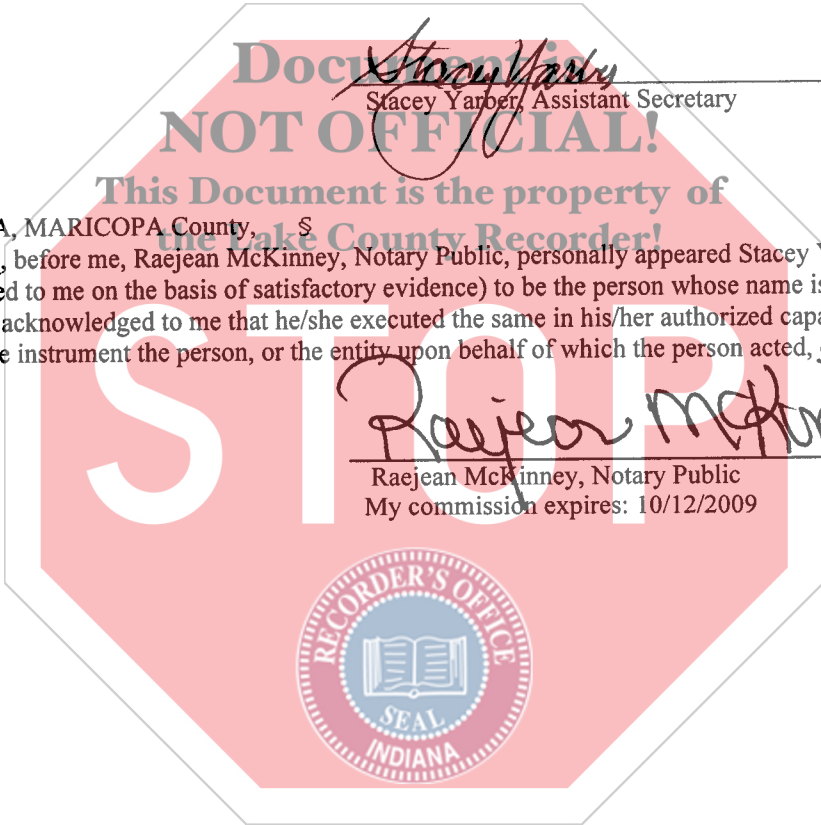 Document is
Stacey Yarber
Stacey Yarber, Assistant Secretary
NOT OFFICIAL!
This Document is the property of
the Lake County Recorder!
A, MARICOPA County, §
, before me, Raejean McKinney, Notary Public, personally appeared Stacey Y
ed to me on the basis of satisfactory evidence) to be the person whose name is
acknowledged to me that he/she executed the same in his/her authorized capa
e instrument the person, or the entity upon behalf of which the person acted,
STOP
Raejean McKinn
Raejean McKinney, Notary Public
My commission expires: 10/12/2009
RECORDER'S OFFICE
SEAL
INDIANA